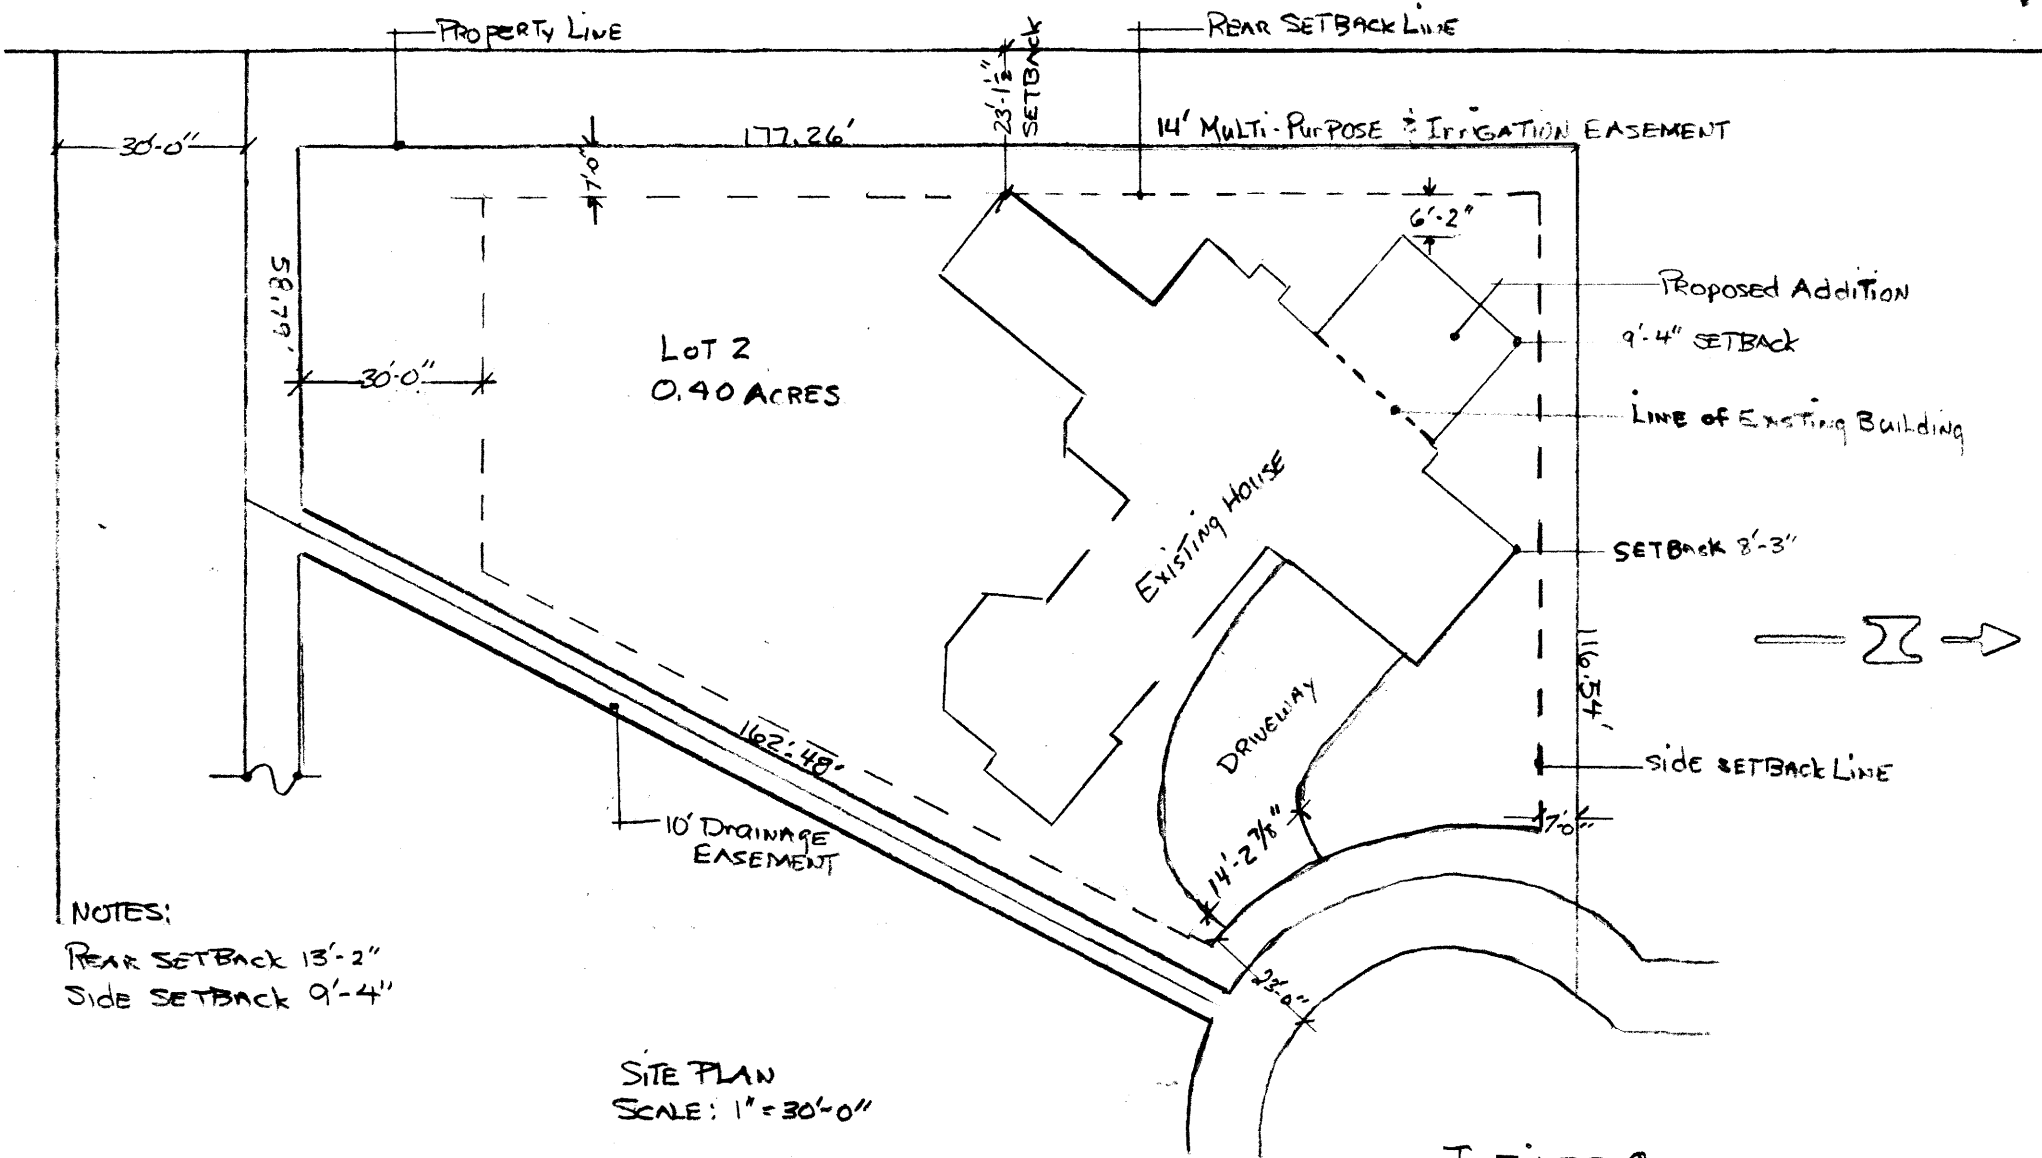 Property Line
Rear Setback Line
23'-1½" SETBACK
30'-0"
177.26'
14' Multi-Purpose & Irrigation EASEMENT
7'-0"
6'-2"
58.79'
Proposed Addition
9'-4" SETBACK
LOT 2
0.40 ACRES
30'-0"
Line of Existing Building
Existing House
SETBACK 8'-3"
116.54'
N
DRIVEWAY
162'.48'
Side SETBACK Line
7'-0"
14'-2 7/8"
10' Drainage
EASEMENT
23'-0"
NOTES:
REAR SETBACK 13'-2"
Side SETBACK 9'-4"
SITE PLAN
SCALE: 1" = 30'-0"